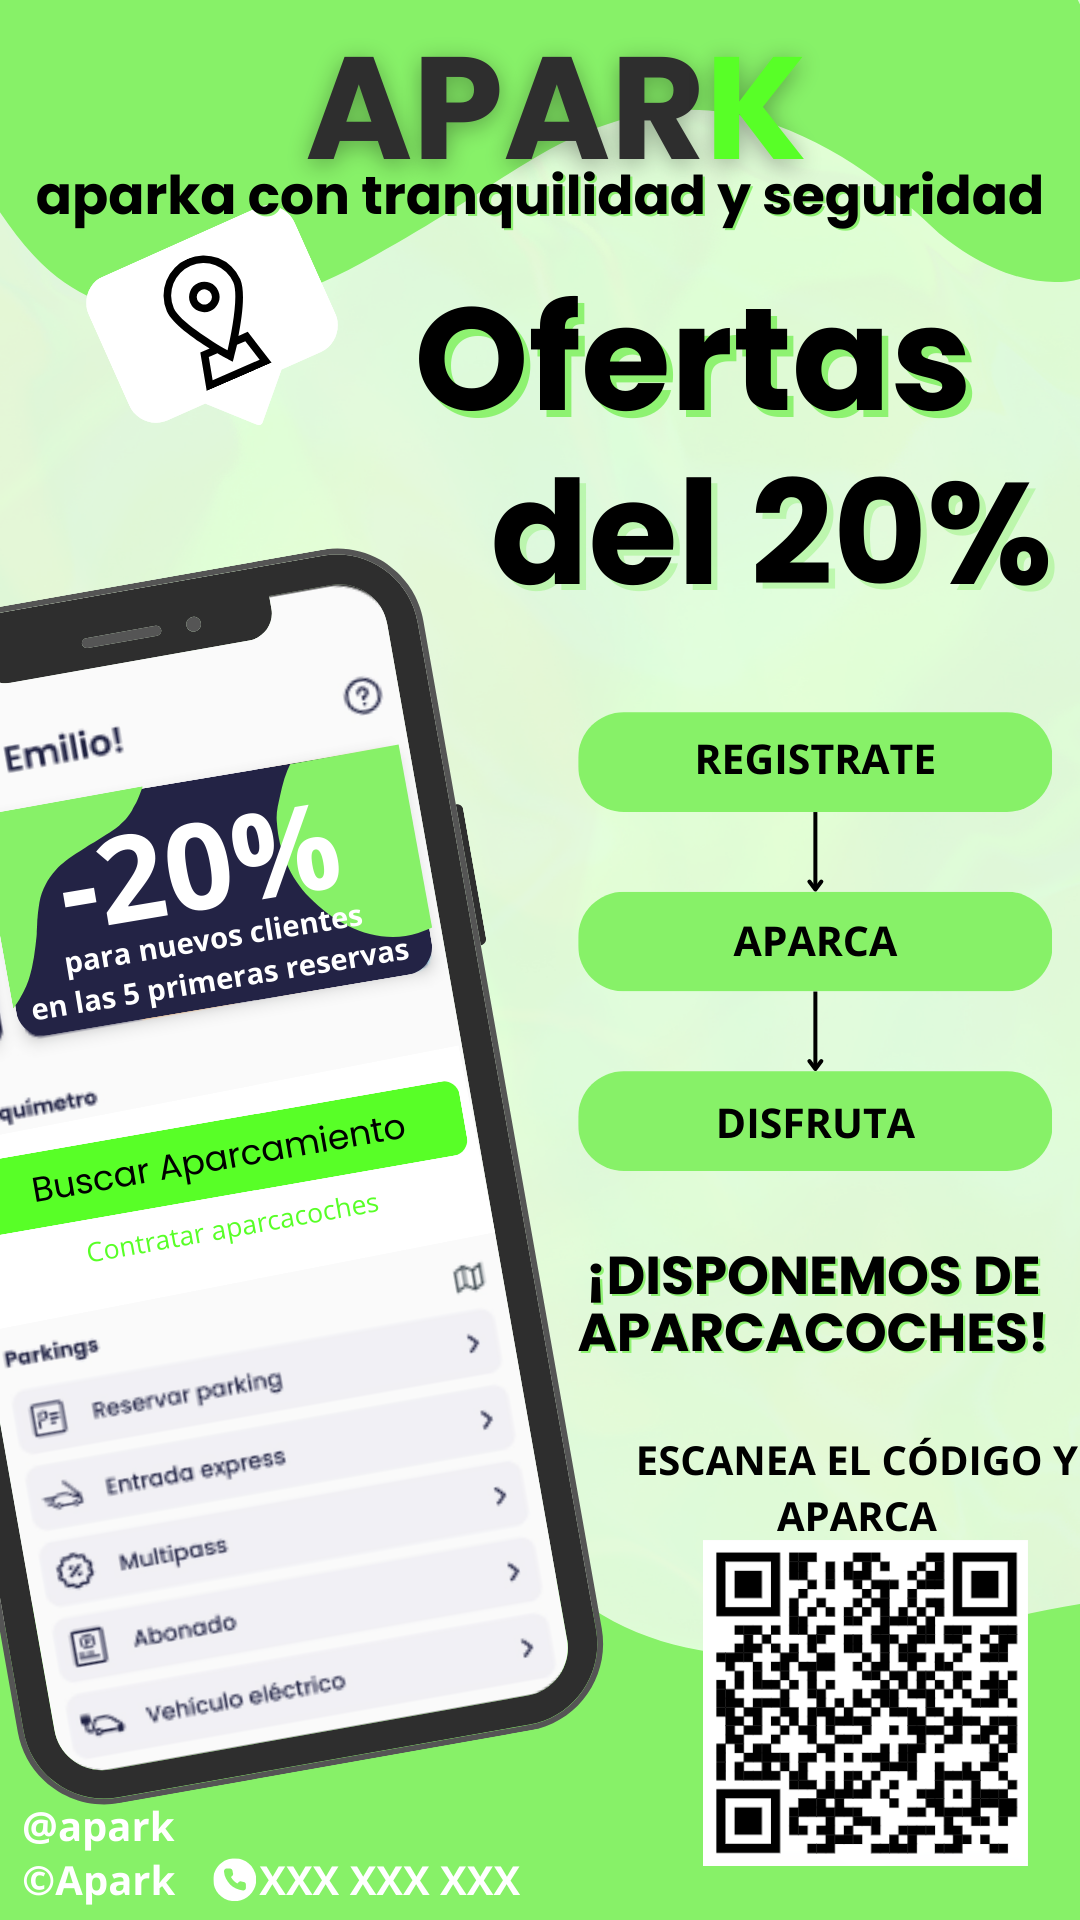 APARK
aparka con tranquilidad y seguridad
Ofertas
del 20%
Emilio!
-20%
para nuevos clientes
en las 5 primeras reservas
químetro
Buscar Aparcamiento
Contratar aparcacoches
Parkings
Reservar parking
Entrada express
Multipass
Abonado
Vehículo eléctrico
REGISTRATE
APARCA
DISFRUTA
¡DISPONEMOS DE
APARCACOCHES!
ESCANEA EL CÓDIGO Y
APARCA
@apark
©Apark XXX XXX XXX